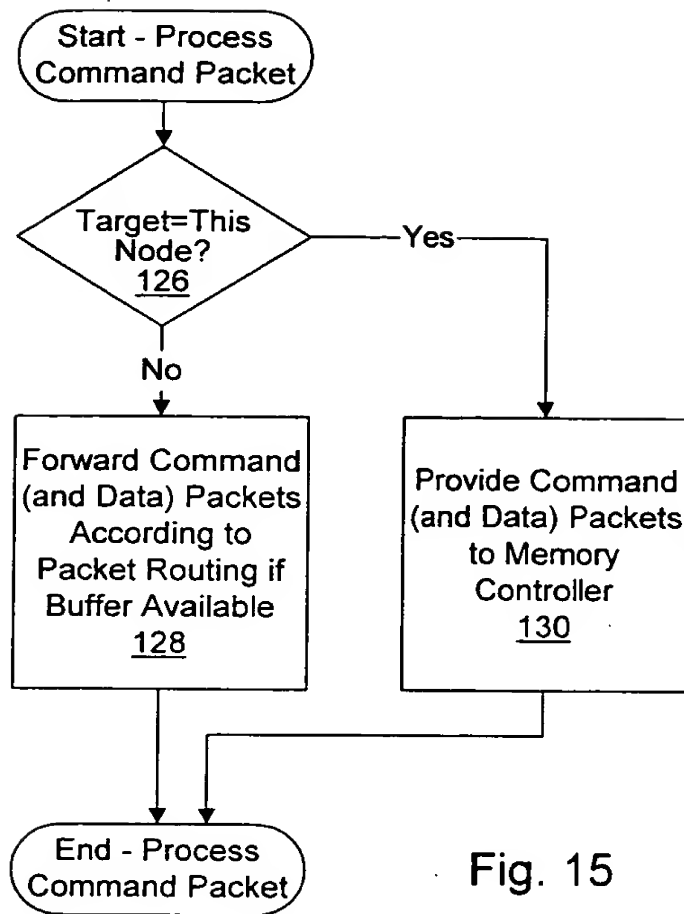 Start - Process
Command Packet
Target=This
Node?
126
Yes
No
Forward Command
(and Data) Packets
According to
Packet Routing if
Buffer Available
128
Provide Command
(and Data) Packets
to Memory
Controller
130
End - Process
Command Packet
Fig. 15